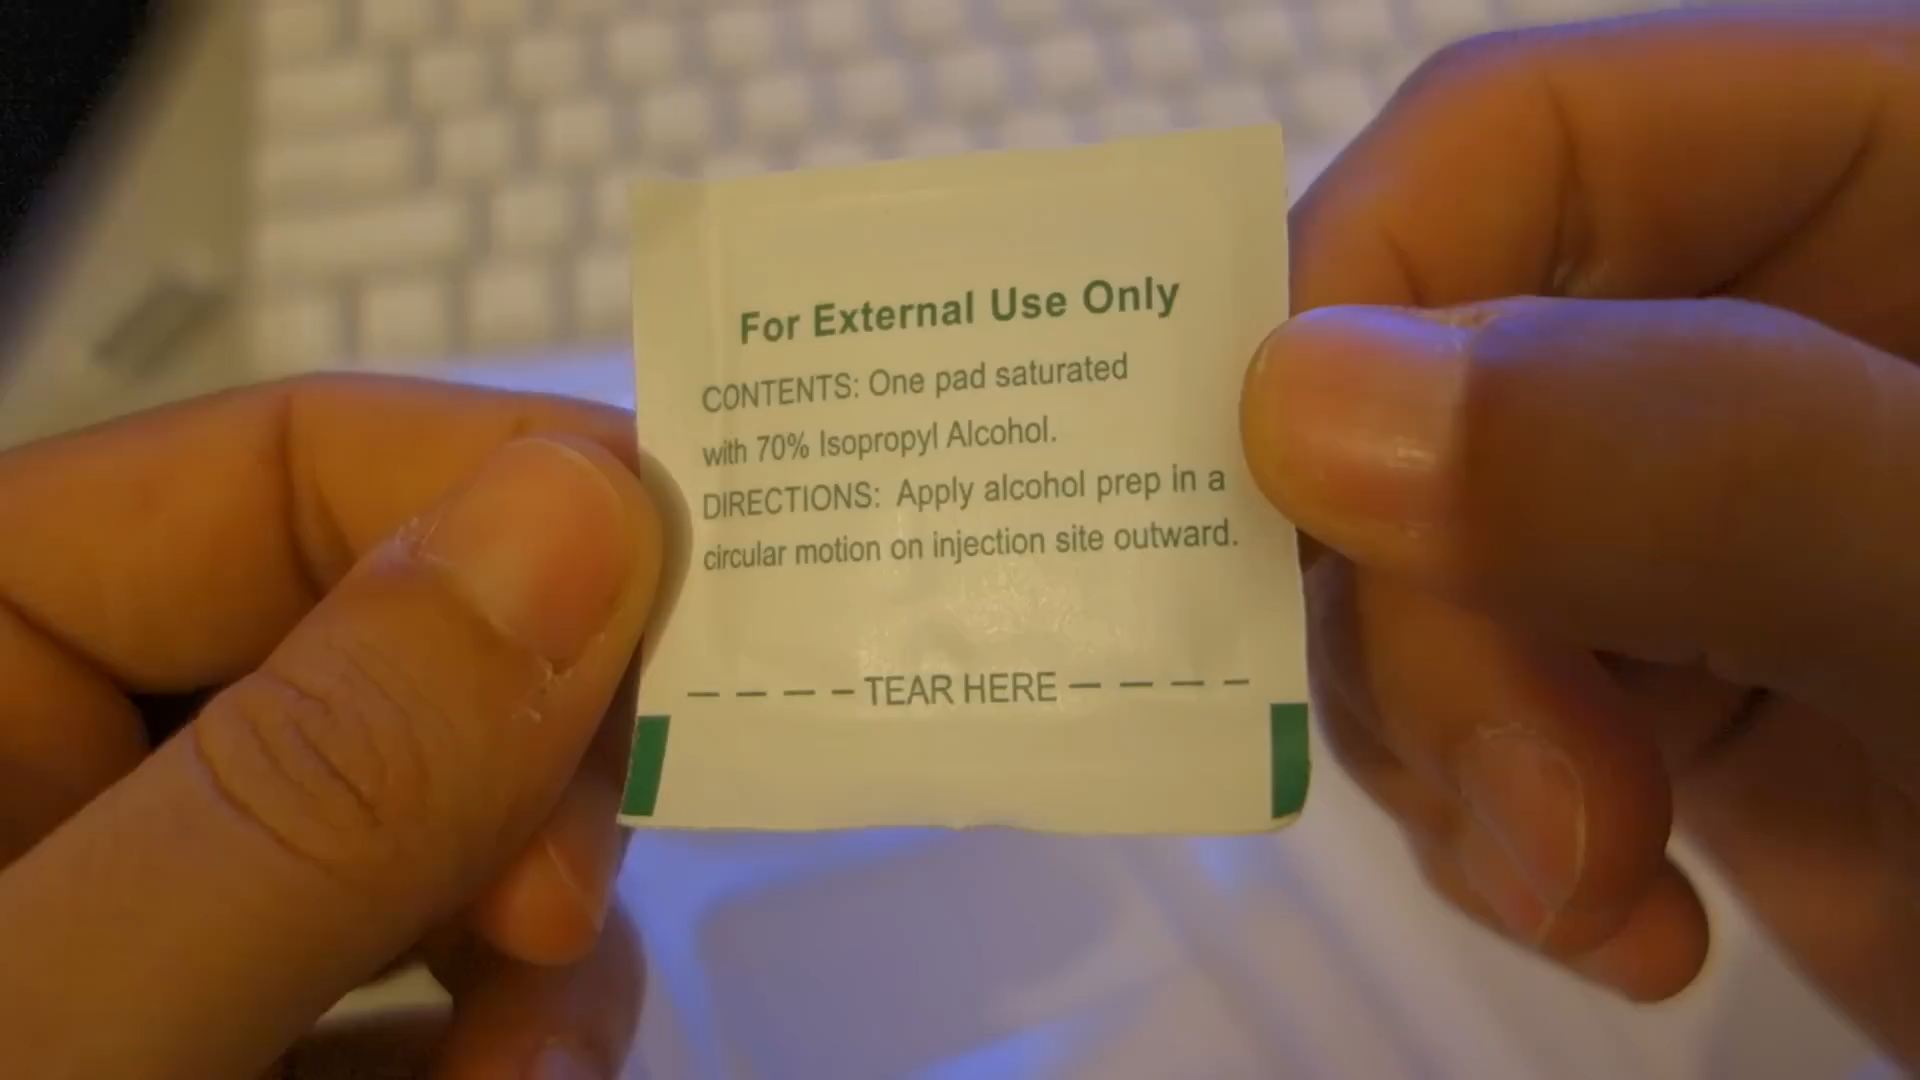 For External Use Only
CONTENTS: One pad saturated
with 70% Isopropyl Alcohol.
DIRECTIONS: Apply alcohol prep in a
circular motion on injection site outward.
– – – – TEAR HERE – – – –